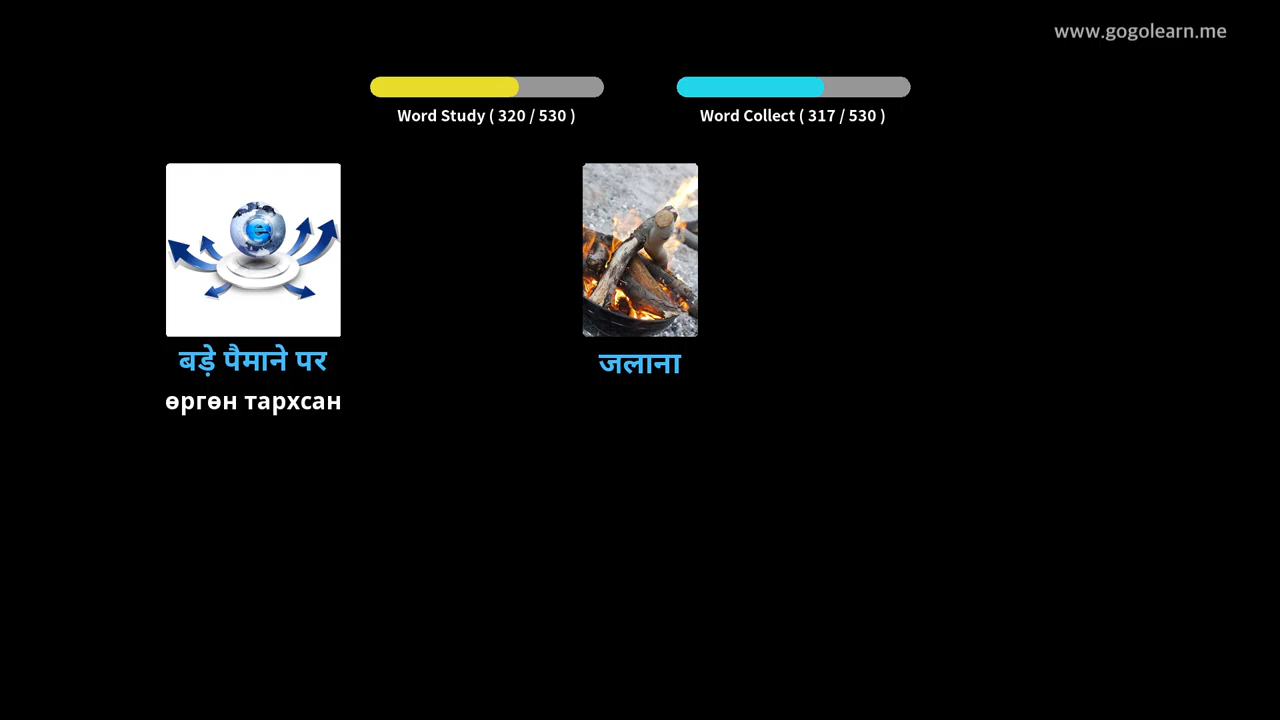 www.gogolearn.me
Word Study ( 320 / 530 )
Word Collect ( 317 / 530 )
e
बड़े पैमाने पर
өргөн тархсан
जलाना